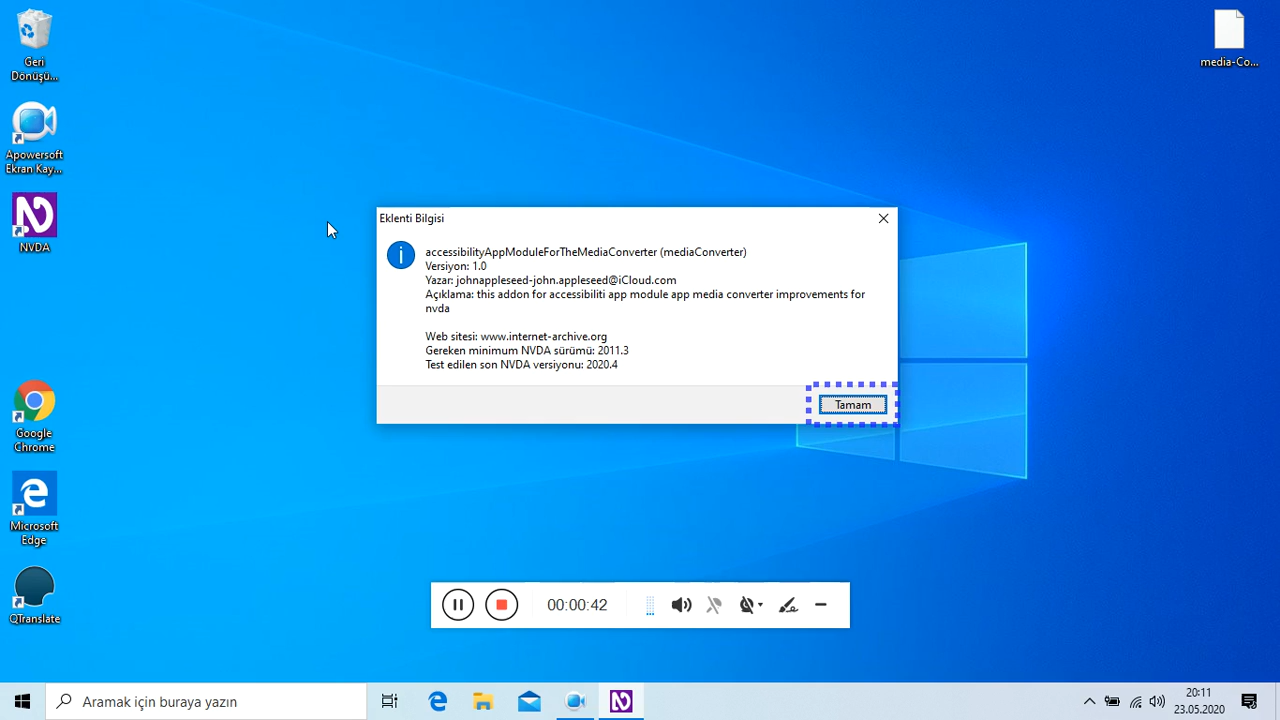 Geri
Dönüşü...
Apowersoft
Ekran Kay...
NVDA
Google
Chrome
Microsoft
Edge
QTranslate
media-Co...
Eklenti Bilgisi
accessibilityAppModuleForTheMediaConverter (mediaConverter)
Versiyon: 1.0
Yazar: johnappleseed-john.appleseed@iCloud.com
Açıklama: this addon for accessibiliti app module app media converter improvements for
nvda
Web sitesi: www.internet-archive.org
Gereken minimum NVDA sürümü: 2011.3
Test edilen son NVDA versiyonu: 2020.4
Tamam
00:00:42
Aramak için buraya yazın
20:11
23.05.2020